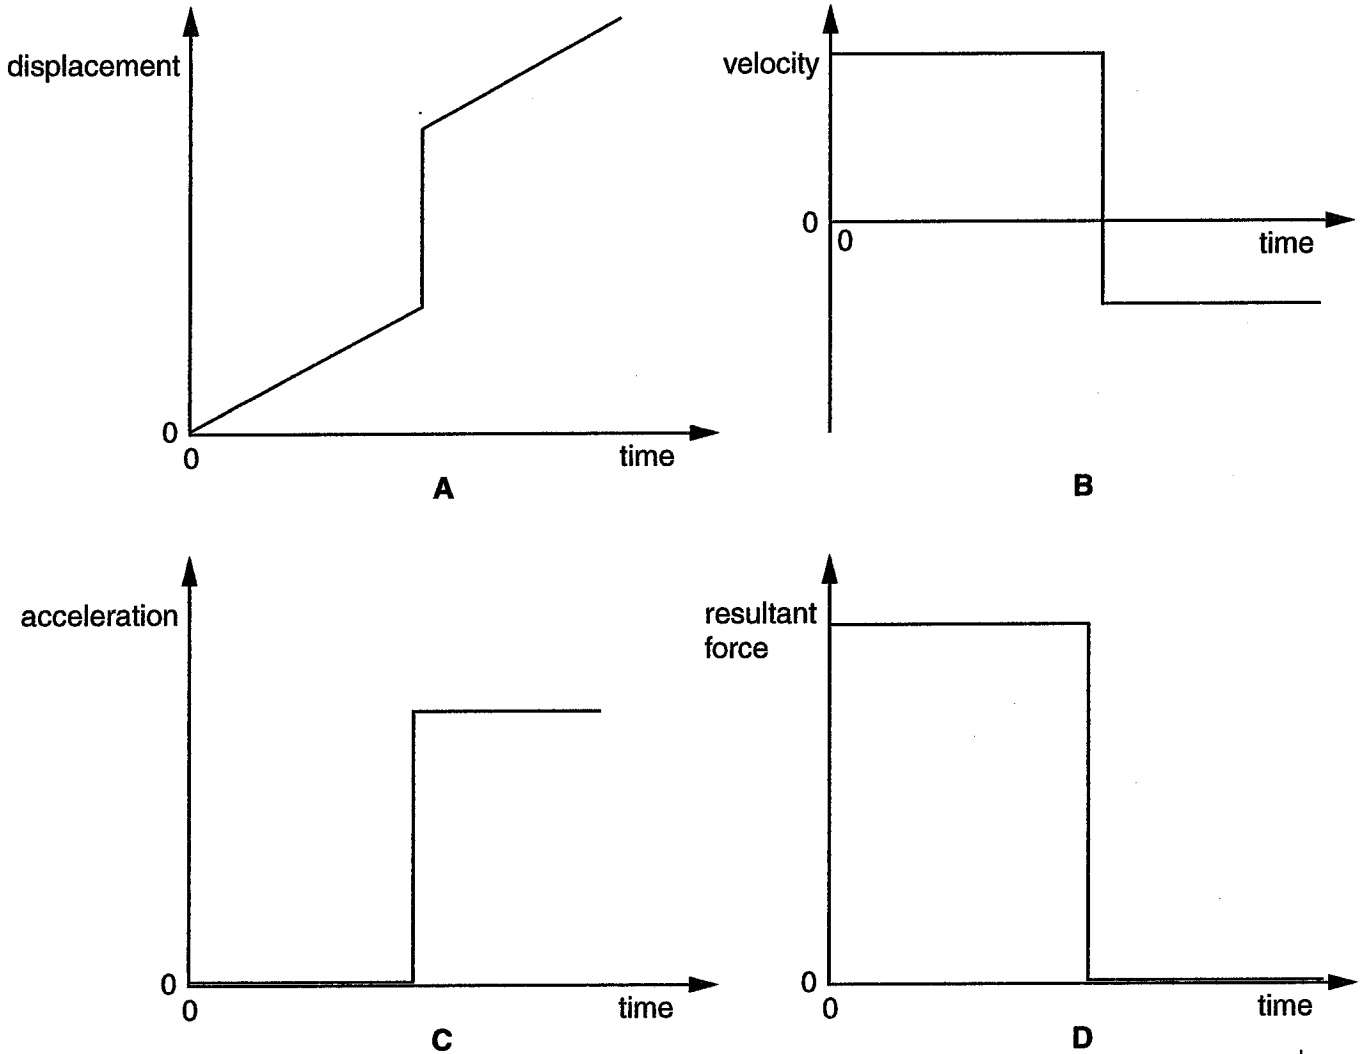 displacement
0
0
time
A
velocity
0
0
time
B
acceleration
0
0
time
C
resultant
force
0
0
time
D